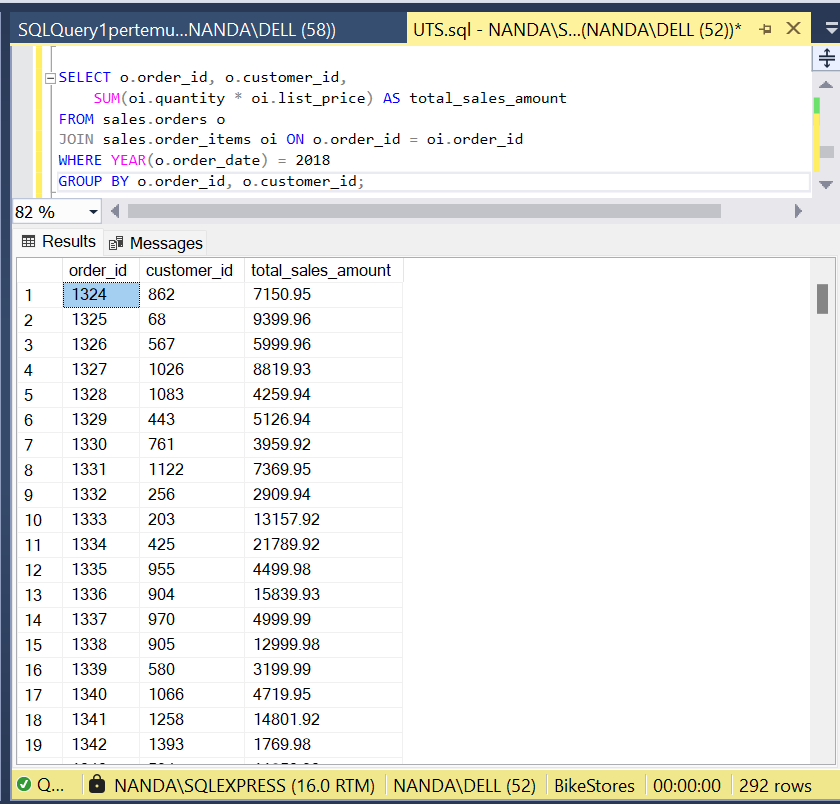 SQLQuery1pertemu...NANDA\DELL (58)) UTS.sql - NANDA\S...(NANDA\DELL (52))*
SELECT o.order_id, o.customer_id,
SUM(oi.quantity * oi.list_price) AS total_sales_amount
FROM sales.orders o
JOIN sales.order_items oi ON o.order_id = oi.order_id
WHERE YEAR(o.order_date) = 2018
GROUP BY o.order_id, o.customer_id;
82 %
Results Messages
order_id customer_id total_sales_amount
1 1324 862 7150.95
2 1325 68 9399.96
3 1326 567 5999.96
4 1327 1026 8819.93
5 1328 1083 4259.94
6 1329 443 5126.94
7 1330 761 3959.92
8 1331 1122 7369.95
9 1332 256 2909.94
10 1333 203 13157.92
11 1334 425 21789.92
12 1335 955 4499.98
13 1336 904 15839.93
14 1337 970 4999.99
15 1338 905 12999.98
16 1339 580 3199.99
17 1340 1066 4719.95
18 1341 1258 14801.92
19 1342 1393 1769.98
Q... NANDA\SQLEXPRESS (16.0 RTM) NANDA\DELL (52) BikeStores 00:00:00 292 rows